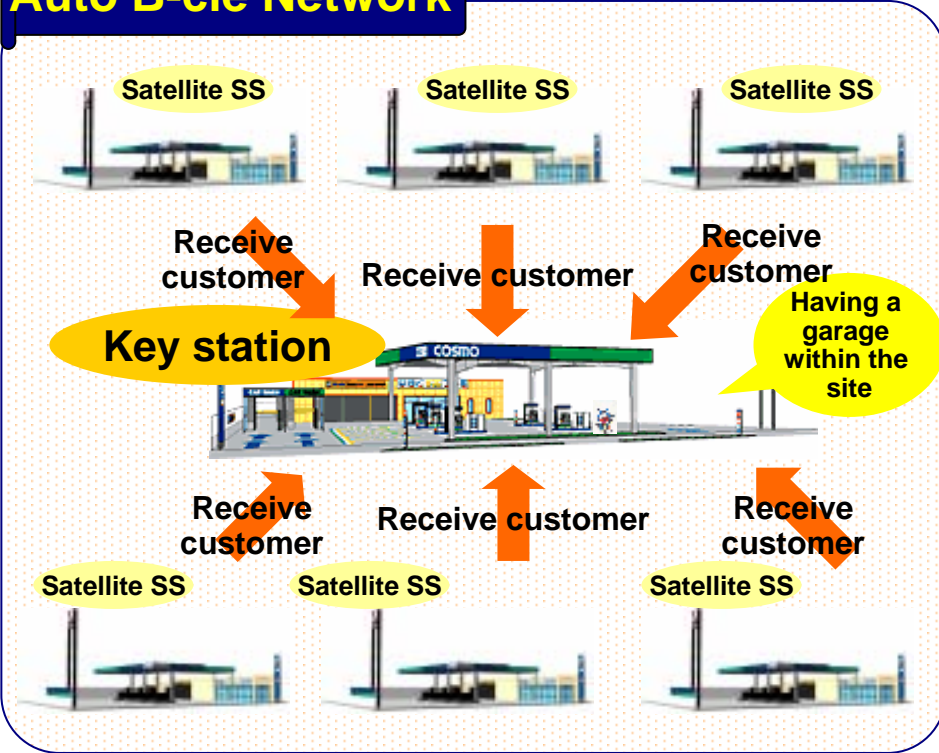 Auto B-cle Network
Satellite SS
Satellite SS
Satellite SS
Receive
customer
Receive customer
Receive
customer
Having a
garage
within the
site
Key station
COSMO
Receive
customer
Receive customer
Receive
customer
Satellite SS
Satellite SS
Satellite SS